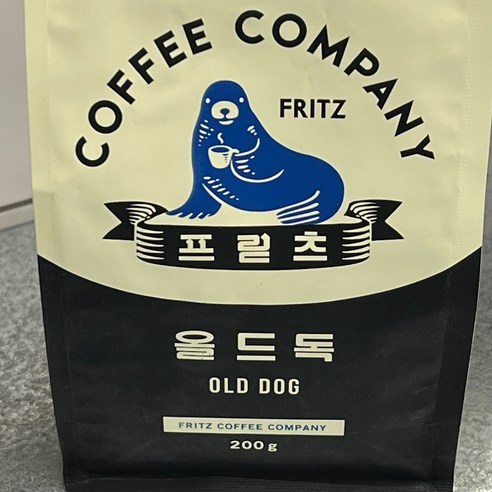 COFFEE COMPANY
FRITZ
프릳츠
올드독
OLD DOG
FRITZ COFFEE COMPANY
200g